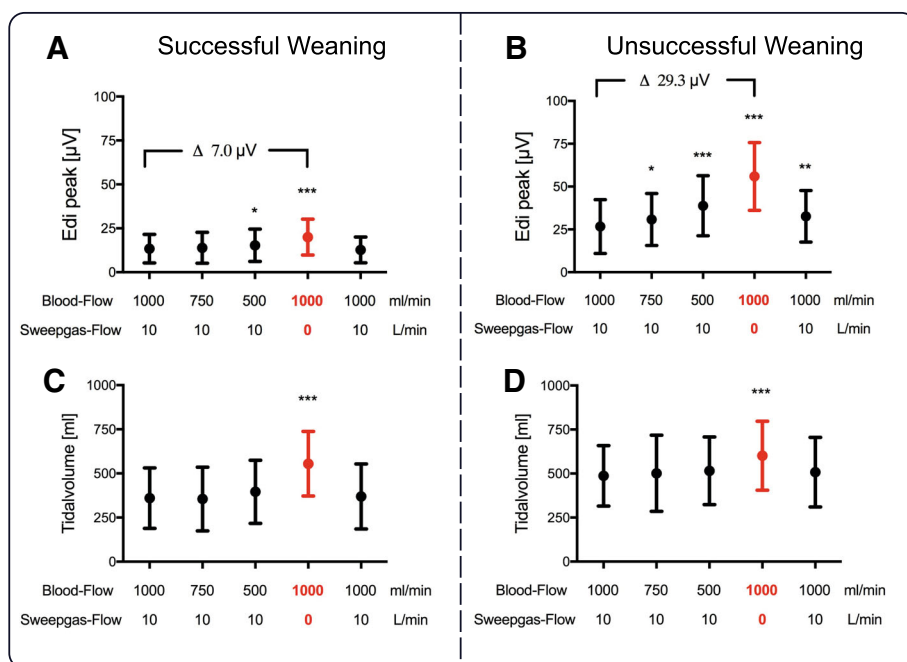 A Successful Weaning
B Unsuccessful Weaning
Δ 7.0 µV
Edi peak [µV]
100
75
50
25
0
*
***
Blood-Flow 1000 750 500 1000 1000 ml/min
Sweepgas-Flow 10 10 10 0 10 L/min
Δ 29.3 µV
Edi peak [µV]
100
75
50
25
0
*
***
***
**
Blood-Flow 1000 750 500 1000 1000 ml/min
Sweepgas-Flow 10 10 10 0 10 L/min
C
Tidalvolume [ml]
1000
750
500
250
0
***
Blood-Flow 1000 750 500 1000 1000 ml/min
Sweepgas-Flow 10 10 10 0 10 L/min
D
Tidalvolume [ml]
1000
750
500
250
0
***
Blood-Flow 1000 750 500 1000 1000 ml/min
Sweepgas-Flow 10 10 10 0 10 L/min